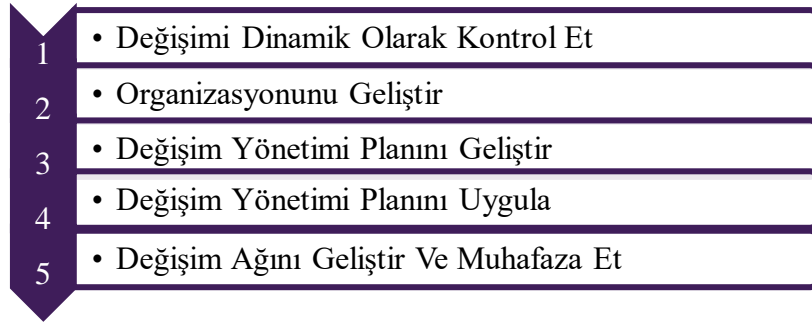 1 • Değişimi Dinamik Olarak Kontrol Et
2 • Organizasyonunu Geliştir
3 • Değişim Yönetimi Planını Geliştir
4 • Değişim Yönetimi Planını Uygula
5 • Değişim Ağını Geliştir Ve Muhafaza Et